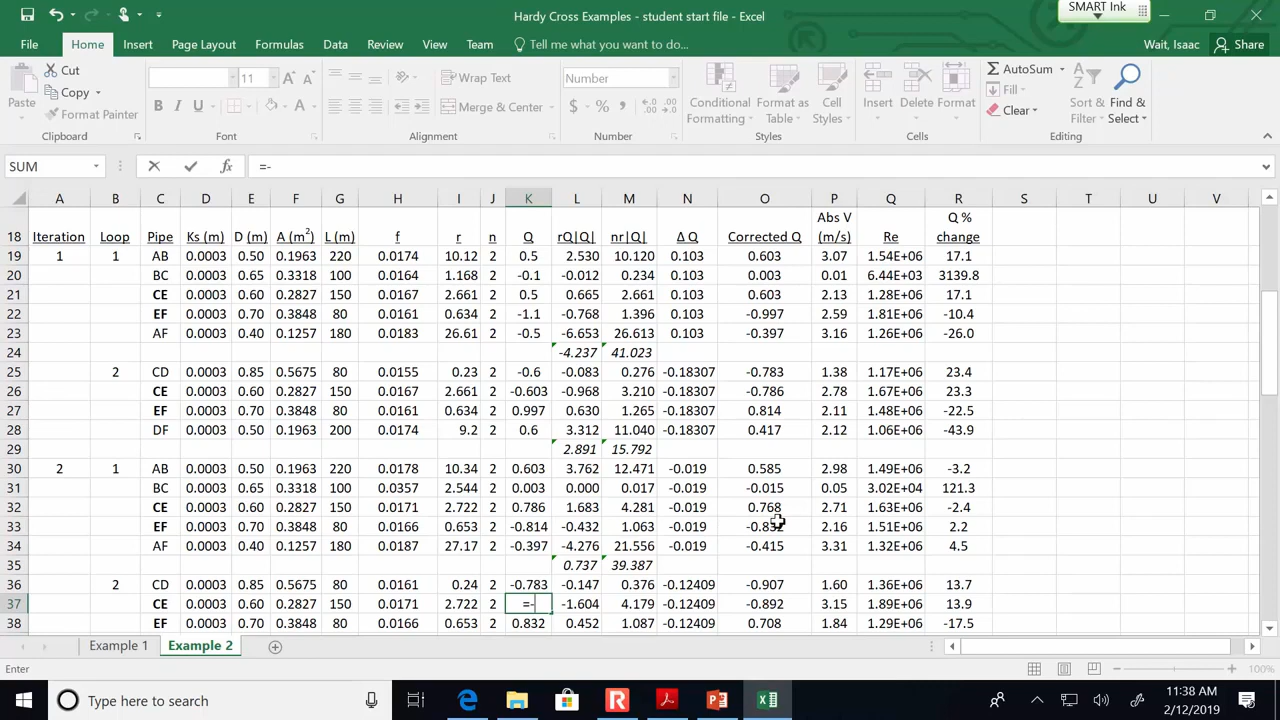 Hardy Cross Examples - student start file - Excel
SMART Ink
File Home Insert Page Layout Formulas Data Review View Team Tell me what you want to do... Wait, Isaac Share
Paste Cut Copy Format Painter Clipboard
11 Font
Wrap Text Merge & Center Alignment
Number $ % , Number
Conditional Formatting Format as Table Cell Styles Styles
Insert Delete Format Cells
AutoSum Fill Clear Sort & Filter Find & Select Editing
SUM =-
A B C D E F G H I J K L M N O P Q R S T U V
18 Iteration Loop Pipe Ks (m) D (m) A (m2) L (m) f r n Q rQ|Q| nr|Q| Δ Q Corrected Q Abs V (m/s) Re Q % change
19 1 1 AB 0.0003 0.50 0.1963 220 0.0174 10.12 2 0.5 2.530 10.120 0.103 0.603 3.07 1.54E+06 17.1
20 BC 0.0003 0.65 0.3318 100 0.0164 1.168 2 -0.1 -0.012 0.234 0.103 0.003 0.01 6.44E+03 3139.8
21 CE 0.0003 0.60 0.2827 150 0.0167 2.661 2 0.5 0.665 2.661 0.103 0.603 2.13 1.28E+06 17.1
22 EF 0.0003 0.70 0.3848 80 0.0161 0.634 2 -1.1 -0.768 1.396 0.103 -0.997 2.59 1.81E+06 -10.4
23 AF 0.0003 0.40 0.1257 180 0.0183 26.61 2 -0.5 -6.653 26.613 0.103 -0.397 3.16 1.26E+06 -26.0
24 -4.237 41.023
25 2 CD 0.0003 0.85 0.5675 80 0.0155 0.23 2 -0.6 -0.083 0.276 -0.18307 -0.783 1.38 1.17E+06 23.4
26 CE 0.0003 0.60 0.2827 150 0.0167 2.661 2 -0.603 -0.968 3.210 -0.18307 -0.786 2.78 1.67E+06 23.3
27 EF 0.0003 0.70 0.3848 80 0.0161 0.634 2 0.997 0.630 1.265 -0.18307 0.814 2.11 1.48E+06 -22.5
28 DF 0.0003 0.50 0.1963 200 0.0174 9.2 2 0.6 3.312 11.040 -0.18307 0.417 2.12 1.06E+06 -43.9
29 2.891 15.792
30 2 1 AB 0.0003 0.50 0.1963 220 0.0178 10.34 2 0.603 3.762 12.471 -0.019 0.585 2.98 1.49E+06 -3.2
31 BC 0.0003 0.65 0.3318 100 0.0357 2.544 2 0.003 0.000 0.017 -0.019 -0.015 0.05 3.02E+04 121.3
32 CE 0.0003 0.60 0.2827 150 0.0171 2.722 2 0.786 1.683 4.281 -0.019 0.768 2.71 1.63E+06 -2.4
33 EF 0.0003 0.70 0.3848 80 0.0166 0.653 2 -0.814 -0.432 1.063 -0.019 2.16 1.51E+06 2.2
34 AF 0.0003 0.40 0.1257 180 0.0187 27.17 2 -0.397 -4.276 21.556 -0.019 -0.415 3.31 1.32E+06 4.5
35 0.737 39.387
36 2 CD 0.0003 0.85 0.5675 80 0.0161 0.24 2 -0.783 -0.147 0.376 -0.12409 -0.907 1.60 1.36E+06 13.7
37 CE 0.0003 0.60 0.2827 150 0.0171 2.722 2 =- -1.604 4.179 -0.12409 -0.892 3.15 1.89E+06 13.9
38 EF 0.0003 0.70 0.3848 80 0.0166 0.653 2 0.832 0.452 1.087 -0.12409 0.708 1.84 1.29E+06 -17.5
Example 1 Example 2
Enter 100%
Type here to search
11:38 AM
2/12/2019